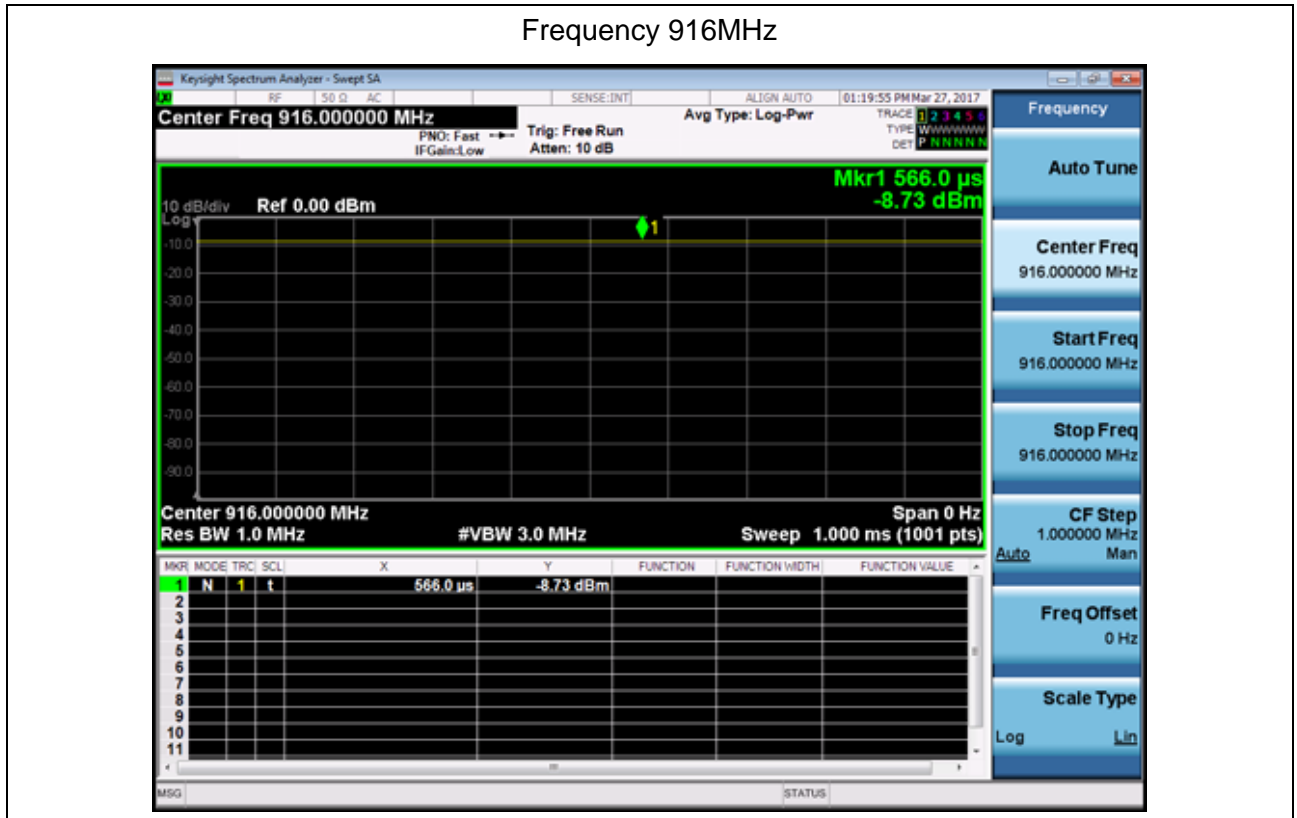 Frequency 916MHz
Keysight Spectrum Analyzer - Swept SA
RF 50 Ω AC SENSE:INT ALIGN AUTO 01:19:55 PM Mar 27, 2017
Center Freq 916.000000 MHz
PNO: Fast
IFGain:Low
Trig: Free Run
Atten: 10 dB
Avg Type: Log-Pwr
TRACE 1 2 3 4 5 6
TYPE WWWWWWW
DET P N N N N N
Mkr1 566.0 µs
-8.73 dBm
10 dB/div Ref 0.00 dBm
Log
1
-10.0
-20.0
-30.0
-40.0
-50.0
-60.0
-70.0
-80.0
-90.0
Center 916.000000 MHz Span 0 Hz
Res BW 1.0 MHz #VBW 3.0 MHz Sweep 1.000 ms (1001 pts)
MKR MODE TRC SCL X Y FUNCTION FUNCTION WIDTH FUNCTION VALUE
1 N 1 t 566.0 µs -8.73 dBm
2
3
4
5
6
7
8
9
10
11
MSG STATUS
Frequency
Auto Tune
Center Freq
916.000000 MHz
Start Freq
916.000000 MHz
Stop Freq
916.000000 MHz
CF Step
1.000000 MHz
Auto Man
Freq Offset
0 Hz
Scale Type
Log Lin